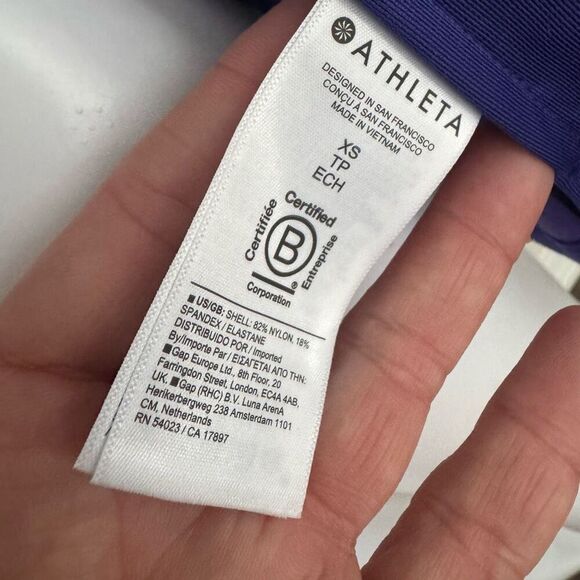 ATHLETA
DESIGNED IN SAN FRANCISCO
CONÇU À SAN FRANCISCO
MADE IN VIETNAM
XS
TP
ECH
Certifiée
Certified
B
Entreprise
®
Corporation
■ US/GB: SHELL: 82% NYLON, 18%
SPANDEX / ELASTANE
DISTRIBUIDO POR / Imported
By/Importe Par / ΕΙΣΑΓΕΤΑΙ ΑΠΟ ΤΗΝ:
■ Gap Europe Ltd., 8th Floor, 20
Farringdon Street, London, EC4A 4AB,
UK. ■ Gap (RHC) B.V. Luna ArenA
Herikerbergweg 238 Amsterdam 1101
CM, Netherlands
RN 54023 / CA 17897